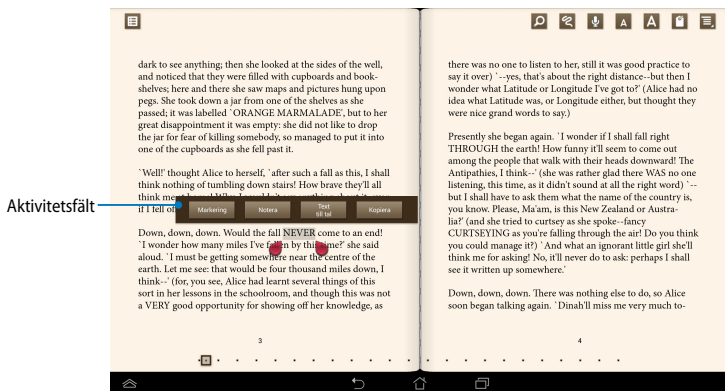 dark to see anything; then she looked at the sides of the well,
and noticed that they were filled with cupboards and book-
shelves; here and there she saw maps and pictures hung upon
pegs. She took down a jar from one of the shelves as she
passed; it was labelled `ORANGE MARMALADE', but to her
great disappointment it was empty: she did not like to drop
the jar for fear of killing somebody, so managed to put it into
one of the cupboards as she fell past it.
`Well!' thought Alice to herself, `after such a fall as this, I shall
think nothing of tumbling down stairs! How brave they'll all
think
if I fell of
Aktivitetsfält
Markering
Notera
Text
till tal
Kopiera
Down, down, down. Would the fall NEVER come to an end!
`I wonder how many miles I've fallen by this time?' she said
aloud. `I must be getting somewhere near the centre of the
earth. Let me see: that would be four thousand miles down, I
think--' (for, you see, Alice had learnt several things of this
sort in her lessons in the schoolroom, and though this was not
a VERY good opportunity for showing off her knowledge, as
3
there was no one to listen to her, still it was good practice to
say it over) `--yes, that's about the right distance--but then I
wonder what Latitude or Longitude I've got to?' (Alice had no
idea what Latitude was, or Longitude either, but thought they
were nice grand words to say.)
Presently she began again. `I wonder if I shall fall right
THROUGH the earth! How funny it'll seem to come out
among the people that walk with their heads downward! The
Antipathies, I think--' (she was rather glad there WAS no one
listening, this time, as it didn't sound at all the right word) `--
but I shall have to ask them what the name of the country is,
you know. Please, Ma'am, is this New Zealand or Austra-
lia?' (and she tried to curtsey as she spoke--fancy
CURTSEYING as you're falling through the air! Do you think
you could manage it?) `And what an ignorant little girl she'll
think me for asking! No, it'll never do to ask: perhaps I shall
see it written up somewhere.'
Down, down, down. There was nothing else to do, so Alice
soon began talking again. `Dinah'll miss me very much to-
4
A
A